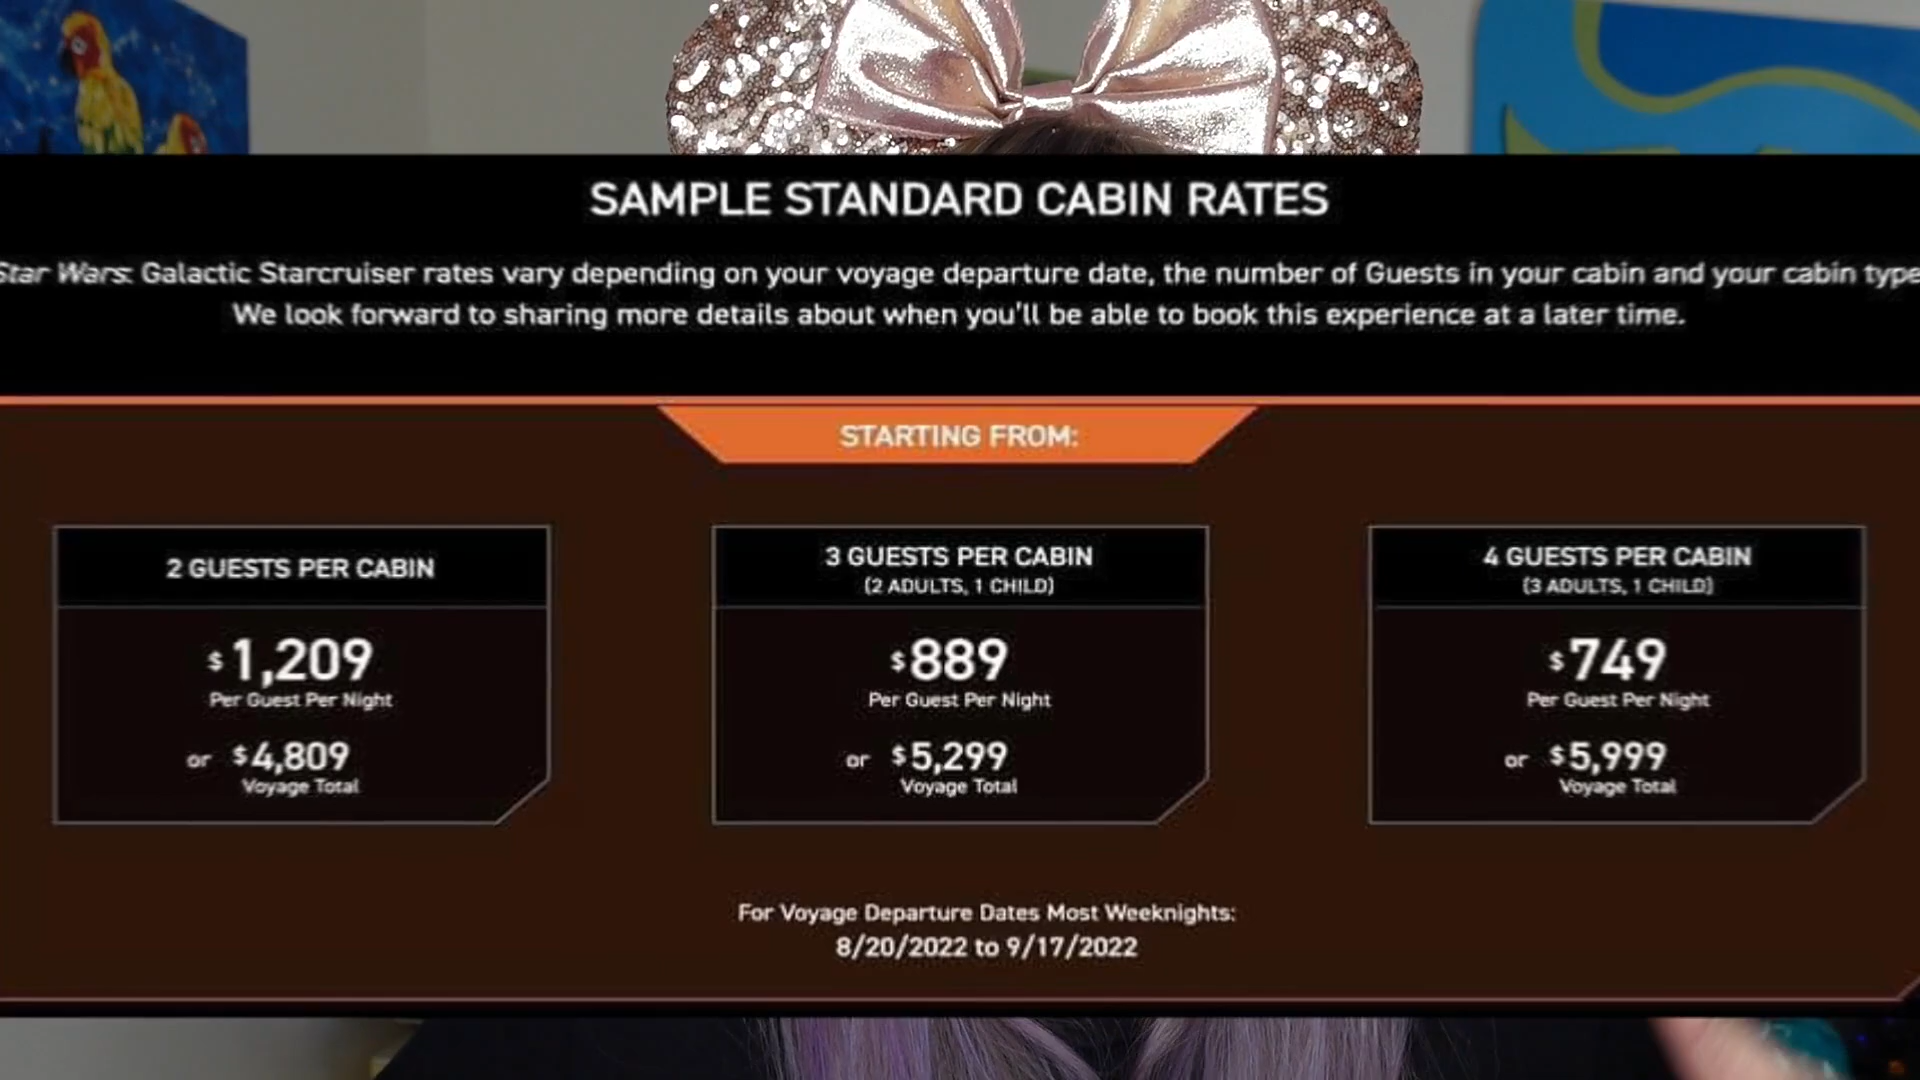 SAMPLE STANDARD CABIN RATES
Star Wars: Galactic Starcruiser rates vary depending on your voyage departure date, the number of Guests in your cabin and your cabin type
We look forward to sharing more details about when you'll be able to book this experience at a later time.
STARTING FROM:
2 GUESTS PER CABIN
$1,209
Per Guest Per Night
or $4,809
Voyage Total
3 GUESTS PER CABIN
(2 ADULTS, 1 CHILD)
$889
Per Guest Per Night
or $5,299
Voyage Total
4 GUESTS PER CABIN
(3 ADULTS, 1 CHILD)
$749
Per Guest Per Night
or $5,999
Voyage Total
For Voyage Departure Dates Most Weeknights:
8/20/2022 to 9/17/2022